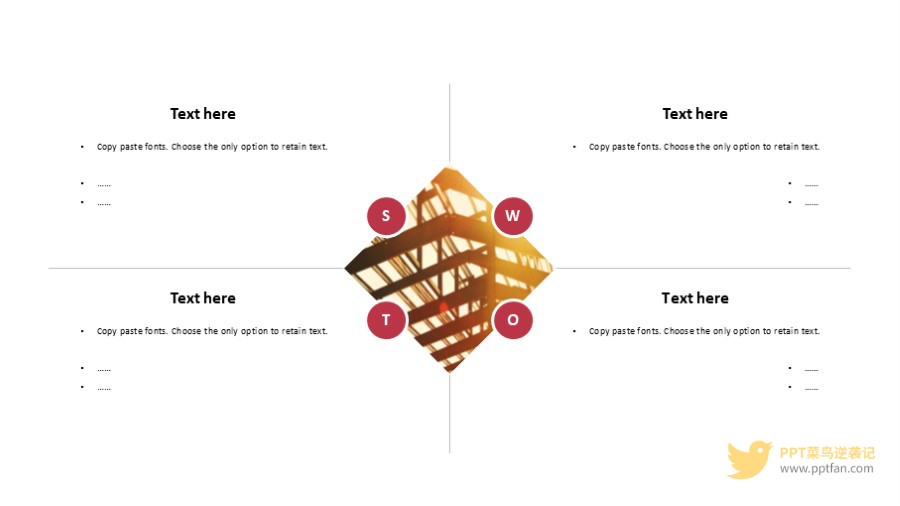 Text here
• Copy paste fonts. Choose the only option to retain text.
• ……
• ……
Text here
• Copy paste fonts. Choose the only option to retain text.
• ……
• ……
S
W
T
O
Text here
• Copy paste fonts. Choose the only option to retain text.
• ……
• ……
Text here
• Copy paste fonts. Choose the only option to retain text.
• ……
• ……
PPT菜鸟逆袭记
www.pptfan.com